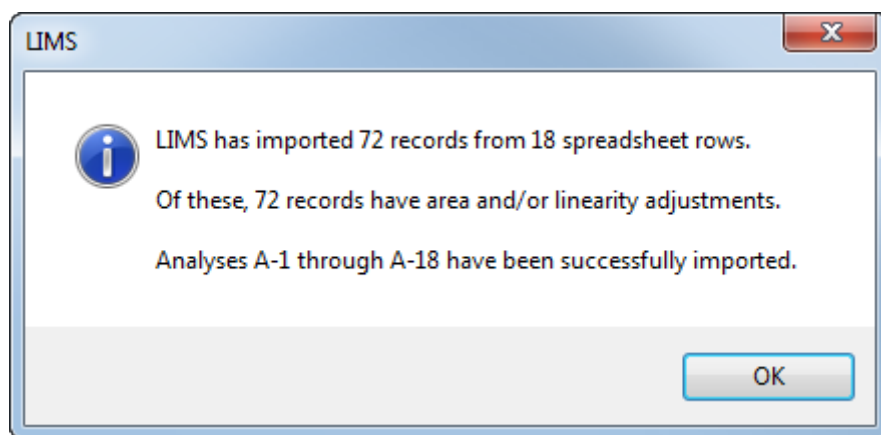 LIMS
LIMS has imported 72 records from 18 spreadsheet rows.
Of these, 72 records have area and/or linearity adjustments.
Analyses A-1 through A-18 have been successfully imported.
OK